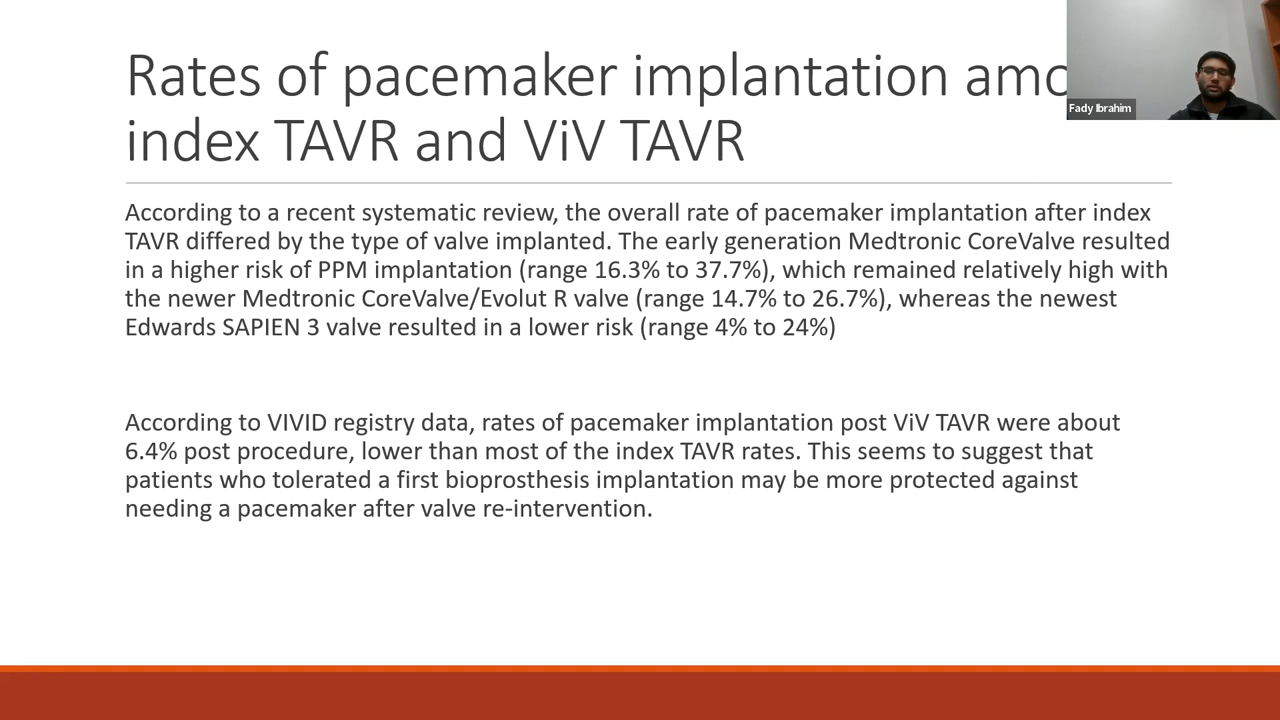 Rates of pacemaker implantation
index TAVR and ViV TAVR
Fady Ibrahim
According to a recent systematic review, the overall rate of pacemaker implantation after index
TAVR differed by the type of valve implanted. The early generation Medtronic CoreValve resulted
in a higher risk of PPM implantation (range 16.3% to 37.7%), which remained relatively high with
the newer Medtronic CoreValve/Evolut R valve (range 14.7% to 26.7%), whereas the newest
Edwards SAPIEN 3 valve resulted in a lower risk (range 4% to 24%)
According to VIVID registry data, rates of pacemaker implantation post ViV TAVR were about
6.4% post procedure, lower than most of the index TAVR rates. This seems to suggest that
patients who tolerated a first bioprosthesis implantation may be more protected against
needing a pacemaker after valve re-intervention.